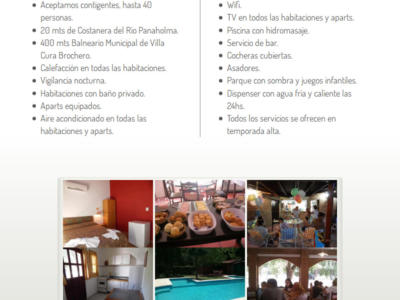 Aceptamos contigentes, hasta 40
personas.
20 mts de Costanera del Río Panaholma.
400 mts Balneario Municipal de Villa
Cura Brochero.
Calefacción en todas las habitaciones.
Vigilancia nocturna.
Habitaciones con baño privado.
Aparts equipados.
Aire acondicionado en todas las
habitaciones y aparts.
Wifi.
TV en todos las habitaciones y aparts.
Piscina con hidromasaje.
Servicio de bar.
Cocheras cubiertas.
Asadores.
Parque con sombra y juegos infantiles.
Dispenser con agua fría y caliente las
24hs.
Todos los servicios se ofrecen en
temporada alta.